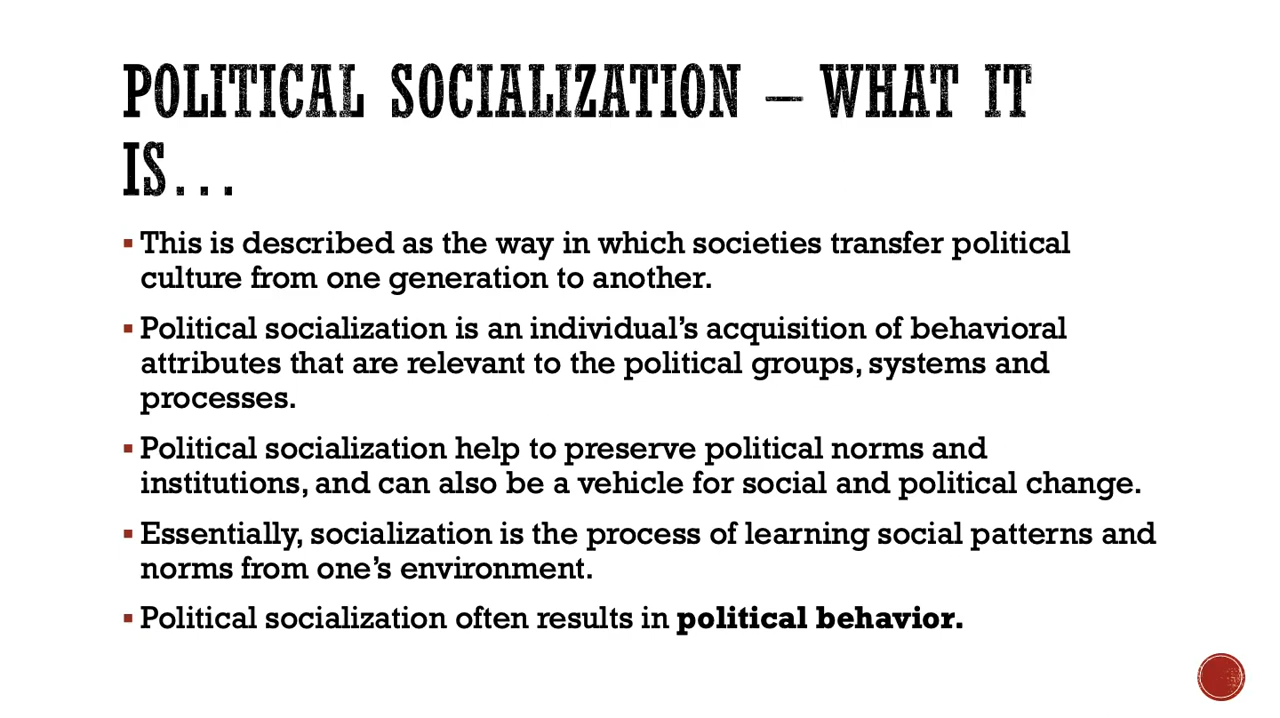 POLITICAL SOCIALIZATION – WHAT IT
IS...
▪ This is described as the way in which societies transfer political
culture from one generation to another.
▪ Political socialization is an individual's acquisition of behavioral
attributes that are relevant to the political groups, systems and
processes.
▪ Political socialization help to preserve political norms and
institutions, and can also be a vehicle for social and political change.
▪ Essentially, socialization is the process of learning social patterns and
norms from one's environment.
▪ Political socialization often results in political behavior.